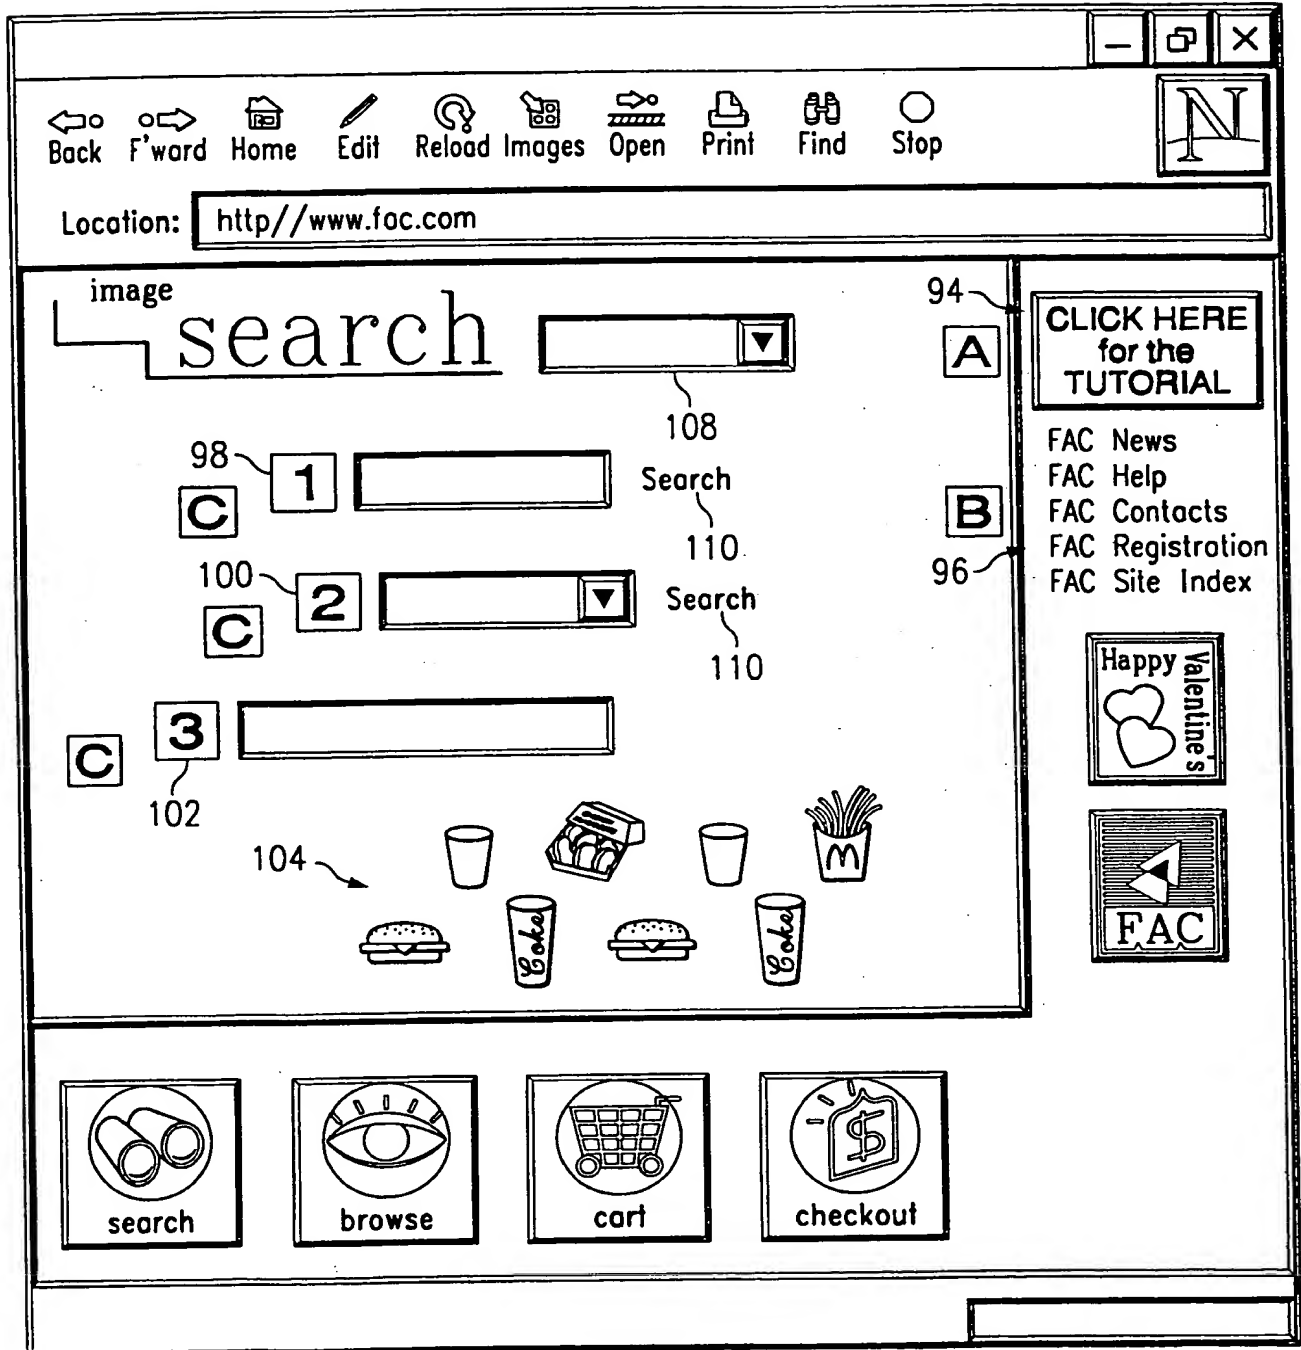 Back F'ward Home Edit Reload Images Open Print Find Stop
N
Location: http//www.fac.com
image
search
108
94
A
CLICK HERE
for the
TUTORIAL
FAC News
FAC Help
FAC Contacts
FAC Registration
FAC Site Index
98
1
Search
C
110
B
96
100
2
Search
C
110
3
C
102
Happy
Valentine's
104
M
Coke
Coke
FAC
search
browse
cart
$
checkout